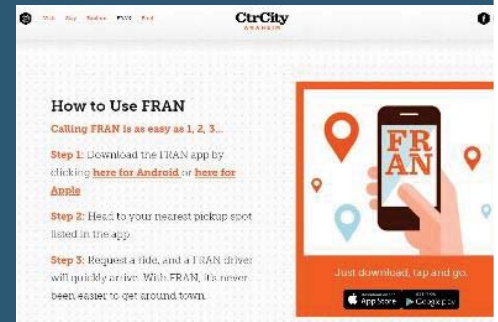 FRAN
CtrCity
ANAHEIM
How to Use FRAN
Calling FRAN is as easy as 1, 2, 3...
Step 1: Download the FRAN app by
clicking here for Android or here for
Apple
Step 2: Head to your nearest pickup spot
listed in the app.
Step 3: Request a ride, and a FRAN driver
will quickly arrive. With FRAN, it's never
been easier to get around town.
FR
AN
Just download, tap and go.
App Store
Google play